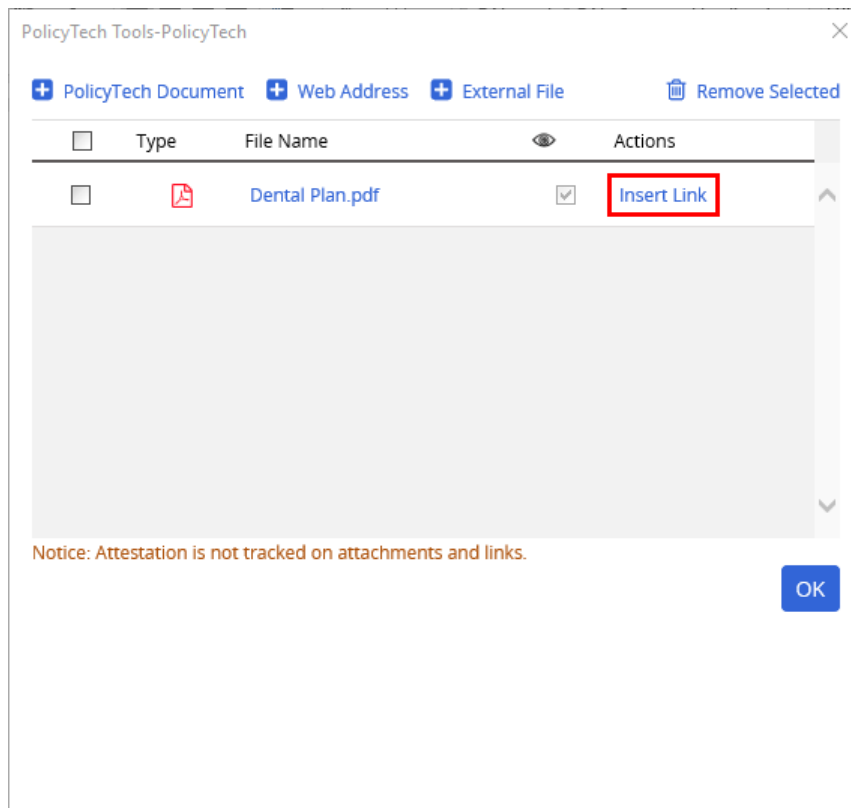 PolicyTech Tools-PolicyTech
PolicyTech Document Web Address External File Remove Selected
Type File Name Actions
Dental Plan.pdf Insert Link
Notice: Attestation is not tracked on attachments and links.
OK